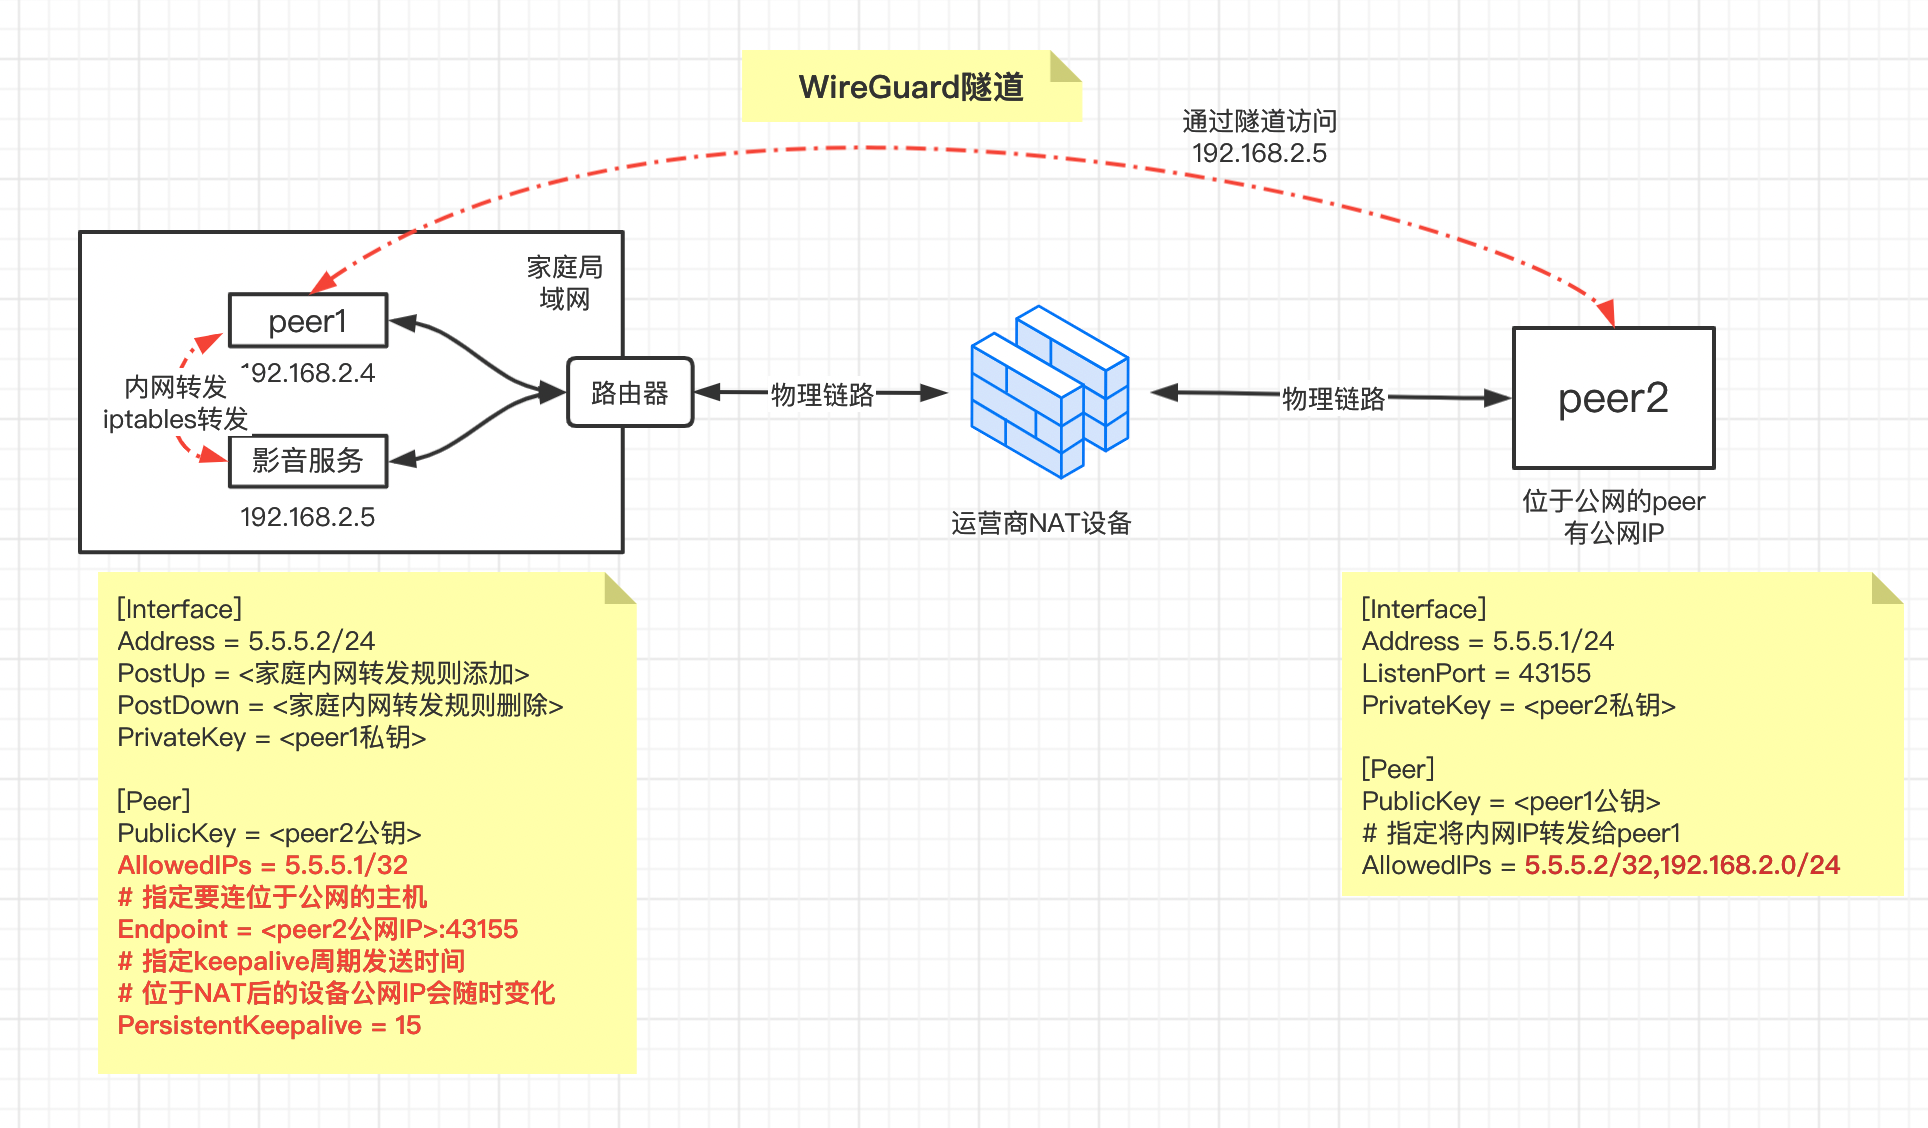 WireGuard隧道
通过隧道访问
192.168.2.5
家庭局
域网
peer1
192.168.2.4
内网转发
iptables转发
影音服务
192.168.2.5
路由器
物理链路
运营商NAT设备
物理链路
peer2
位于公网的peer
有公网IP
[Interface]
Address = 5.5.5.2/24
PostUp = <家庭内网转发规则添加>
PostDown = <家庭内网转发规则删除>
PrivateKey = <peer1私钥>
[Peer]
PublicKey = <peer2公钥>
AllowedIPs = 5.5.5.1/32
# 指定要连位于公网的主机
Endpoint = <peer2公网IP>:43155
# 指定keepalive周期发送时间
# 位于NAT后的设备公网IP会随时变化
PersistentKeepalive = 15
[Interface]
Address = 5.5.5.1/24
ListenPort = 43155
PrivateKey = <peer2私钥>
[Peer]
PublicKey = <peer1公钥>
# 指定将内网IP转发给peer1
AllowedIPs = 5.5.5.2/32,192.168.2.0/24